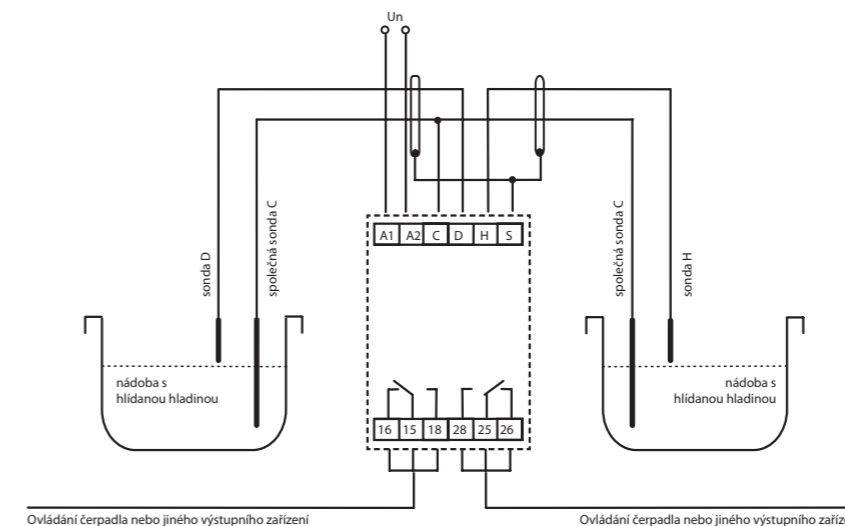 Un
sonda D
společná sonda C
společná sonda C
sonda H
A1 A2 C D H S
nádoba s
hlídanou hladinou
nádoba s
hlídanou hladinou
16 15 18 28 25 26
Ovládání čerpadla nebo jiného výstupního zařízení
Ovládání čerpadla nebo jiného výstupního